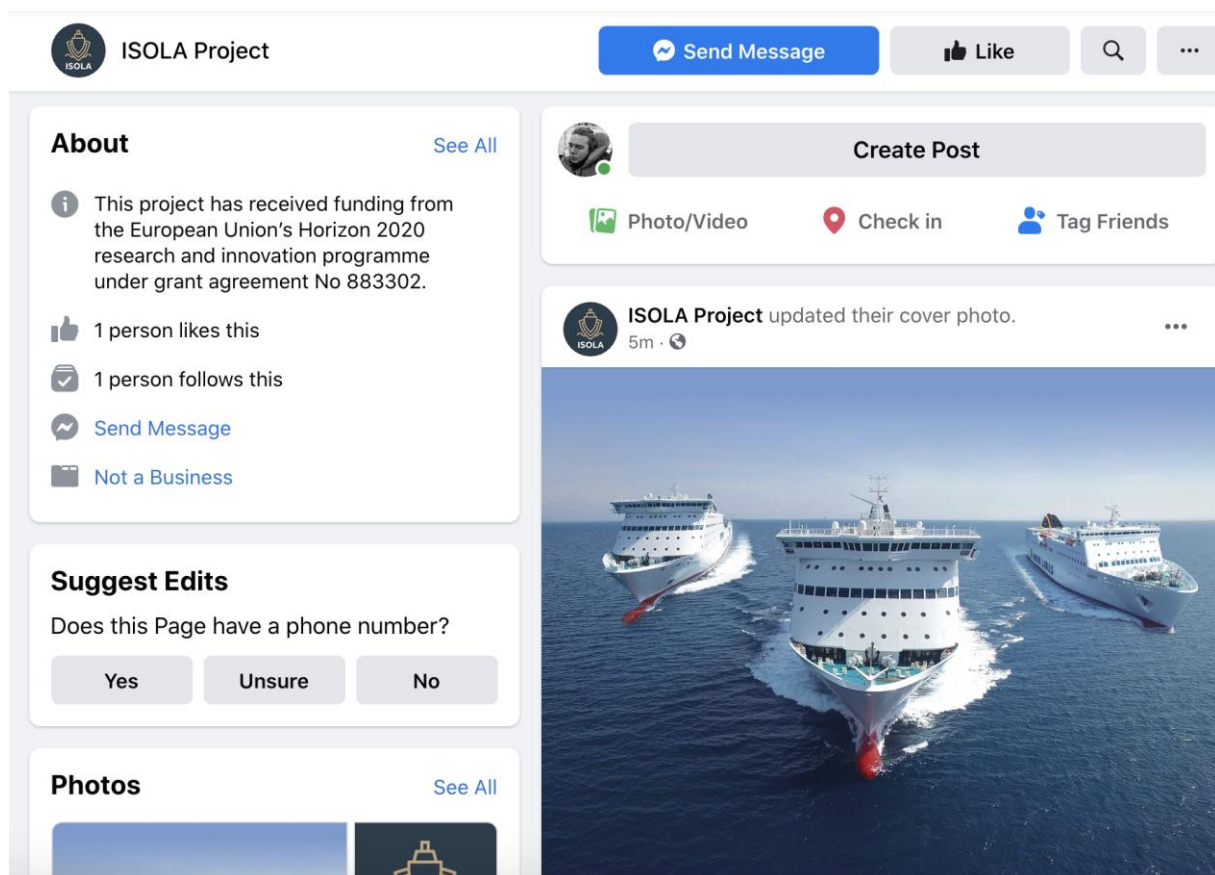 ISOLA
ISOLA Project
Send Message
Like
About
See All
This project has received funding from
the European Union's Horizon 2020
research and innovation programme
under grant agreement No 883302.
1 person likes this
1 person follows this
Send Message
Not a Business
Suggest Edits
Does this Page have a phone number?
Yes
Unsure
No
Photos
See All
Create Post
Photo/Video
Check in
Tag Friends
ISOLA
ISOLA Project updated their cover photo.
5m ·